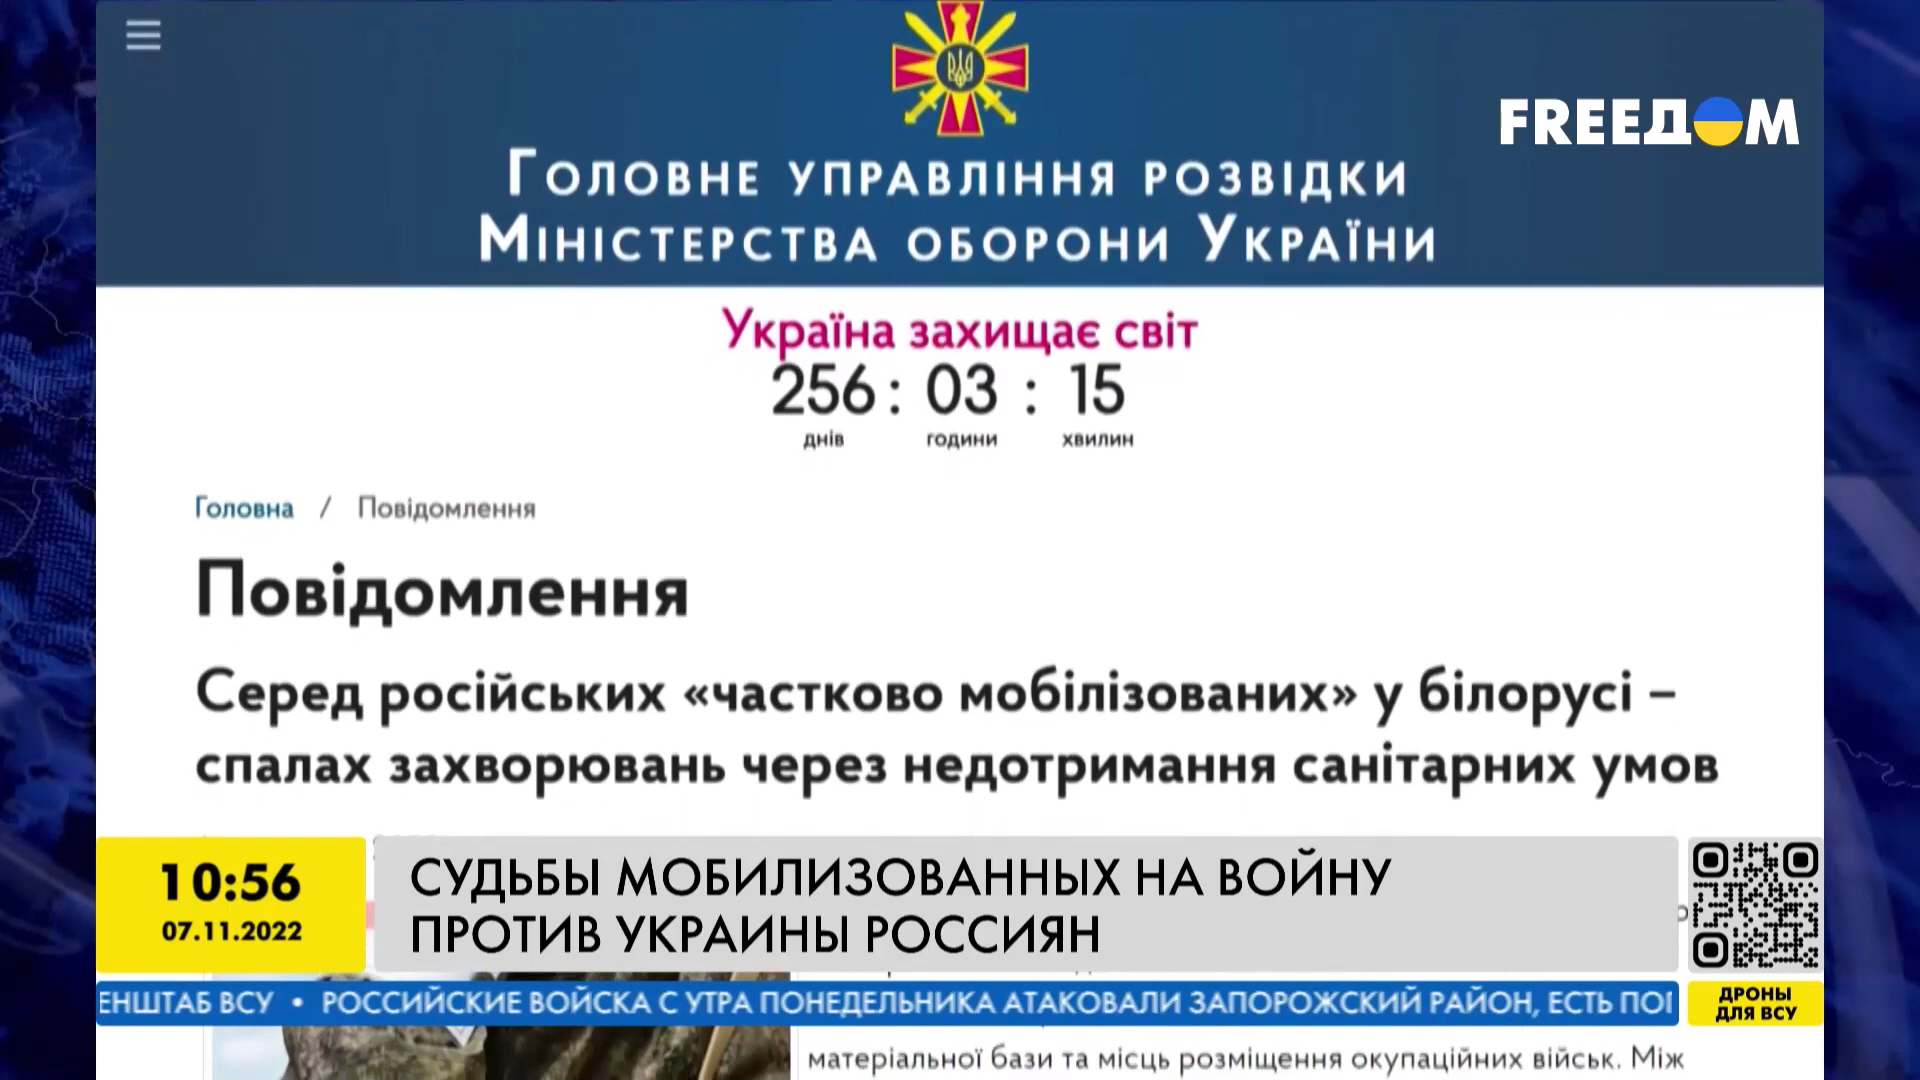 FREEДOM
Головне управління розвідки
Міністерства оборони України
Україна захищає світ
256 : 03 : 15
днів години хвилин
Головна / Повідомлення
Повідомлення
Серед російських «частково мобілізованих» у білорусі –
спалах захворювань через недотримання санітарних умов
10:56
07.11.2022
СУДЬБЫ МОБИЛИЗОВАННЫХ НА ВОЙНУ
ПРОТИВ УКРАИНЫ РОССИЯН
ЕНШТАБ ВСУ • РОССИЙСКИЕ ВОЙСКА С УТРА ПОНЕДЕЛЬНИКА АТАКОВАЛИ ЗАПОРОЖСКИЙ РАЙОН, ЕСТЬ
ДРОНЫ
ДЛЯ ВСУ
матеріальної бази та місць розміщення окупаційних військ. Між